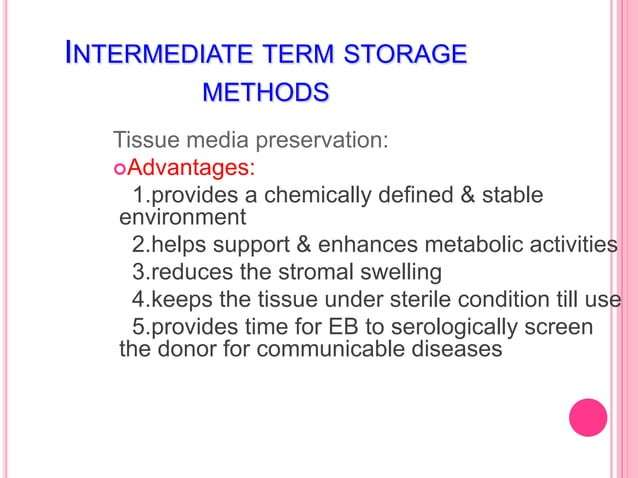 INTERMEDIATE TERM STORAGE
METHODS
Tissue media preservation:
Advantages:
1.provides a chemically defined & stable
environment
2.helps support & enhances metabolic activities
3.reduces the stromal swelling
4.keeps the tissue under sterile condition till use
5.provides time for EB to serologically screen
the donor for communicable diseases